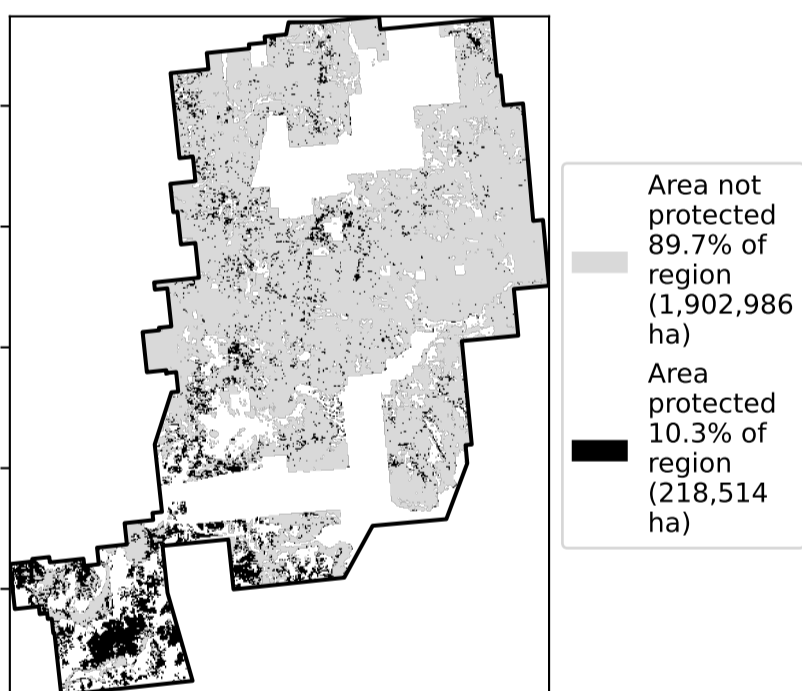 Area not
protected
89.7% of
region
(1,902,986
ha)
Area
protected
10.3% of
region
(218,514
ha)